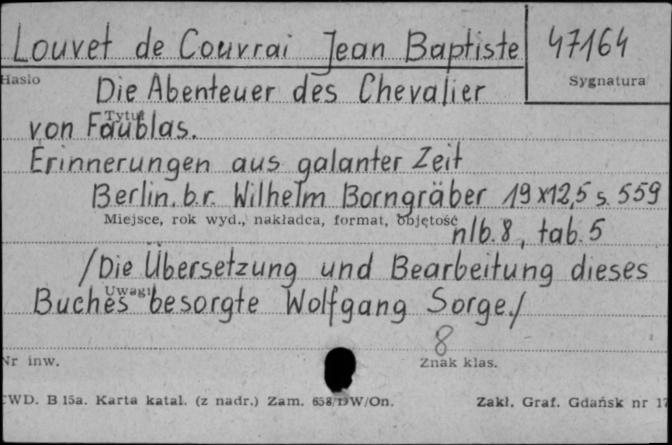 Louvet de Couvrai Jean Baptiste 47164
Hasło Sygnatura
Die Abenteuer des Chevalier
Tytuł
von Faublas.
Erinnerungen aus galanter Zeit
Berlin. b.r. Wilhelm Borngräber 19x12,5 s. 559
Miejsce, rok wyd., nakładca, format, objętość
nlb. 8, tab. 5
/Die Übersetzung und Bearbeitung dieses
Uwagi
Buches besorgte Wolfgang Sorge./
8
Nr inw. Znak klas.
WD. B 15a. Karta katal. (z nadr.) Zam. 658/DW/On. Zakł. Graf. Gdańsk nr